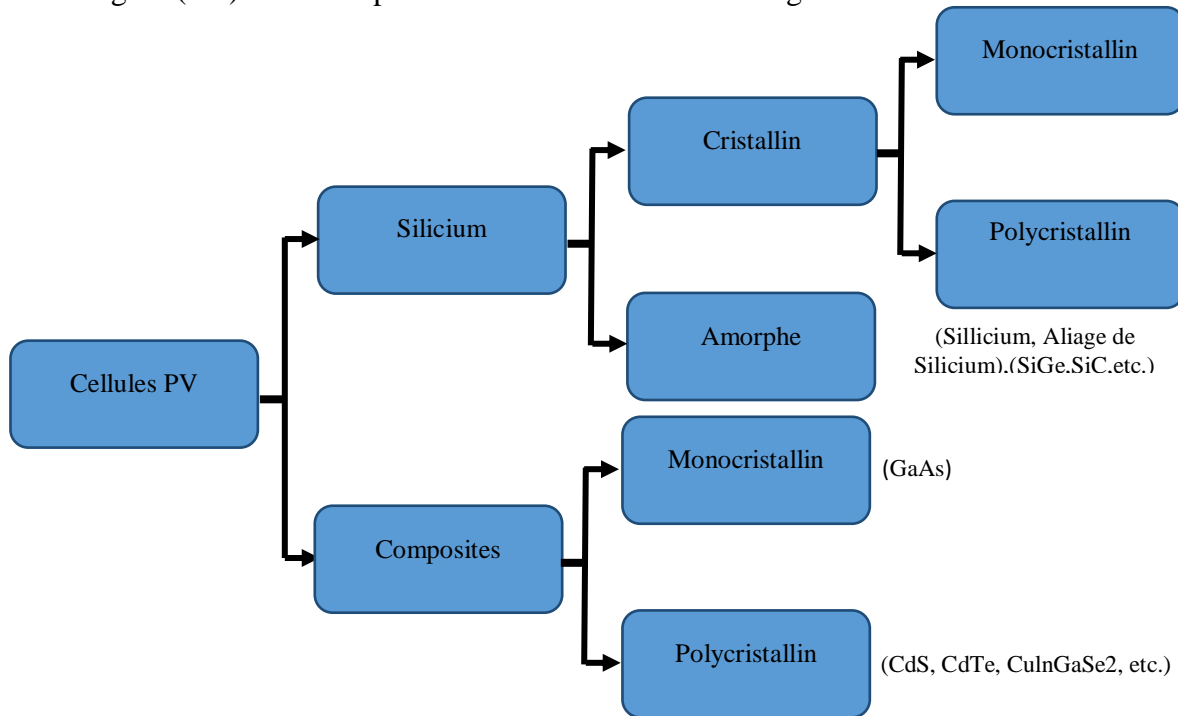 Monocristallin
Cristallin
Silicium
Polycristallin
Amorphe
(Sillicium, Aliage de
Silicium),(SiGe,SiC,etc.)
Cellules PV
Monocristallin
(GaAs)
Composites
Polycristallin
(CdS, CdTe, CulnGaSe2, etc.)